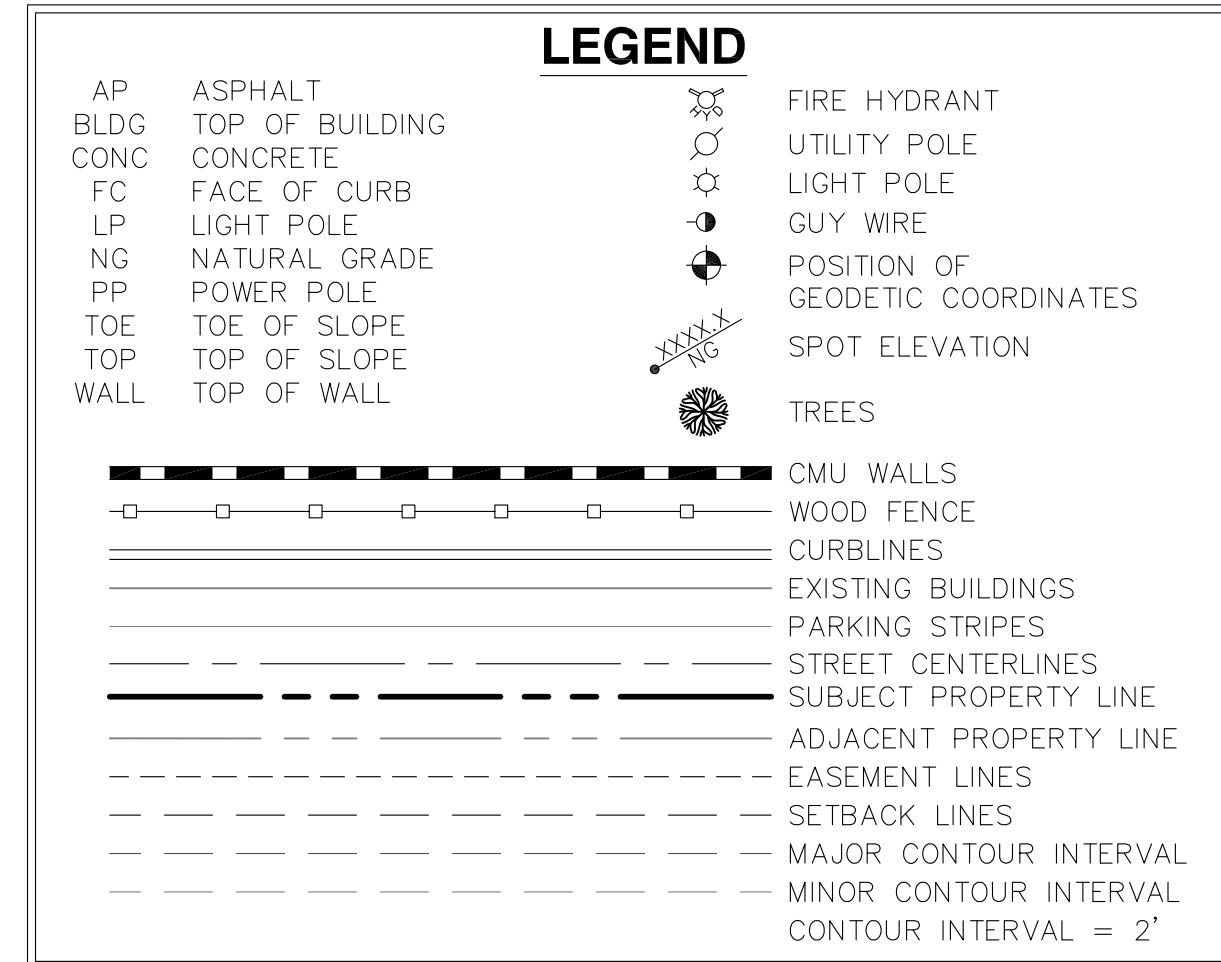 LEGEND
AP ASPHALT
BLDG TOP OF BUILDING
CONC CONCRETE
FC FACE OF CURB
LP LIGHT POLE
NG NATURAL GRADE
PP POWER POLE
TOE TOE OF SLOPE
TOP TOP OF SLOPE
WALL TOP OF WALL
FIRE HYDRANT
UTILITY POLE
LIGHT POLE
GUY WIRE
POSITION OF
GEODETIC COORDINATES
XXXX.X
NG
SPOT ELEVATION
TREES
CMU WALLS
WOOD FENCE
CURBLINES
EXISTING BUILDINGS
PARKING STRIPES
STREET CENTERLINES
SUBJECT PROPERTY LINE
ADJACENT PROPERTY LINE
EASEMENT LINES
SETBACK LINES
MAJOR CONTOUR INTERVAL
MINOR CONTOUR INTERVAL
CONTOUR INTERVAL = 2'